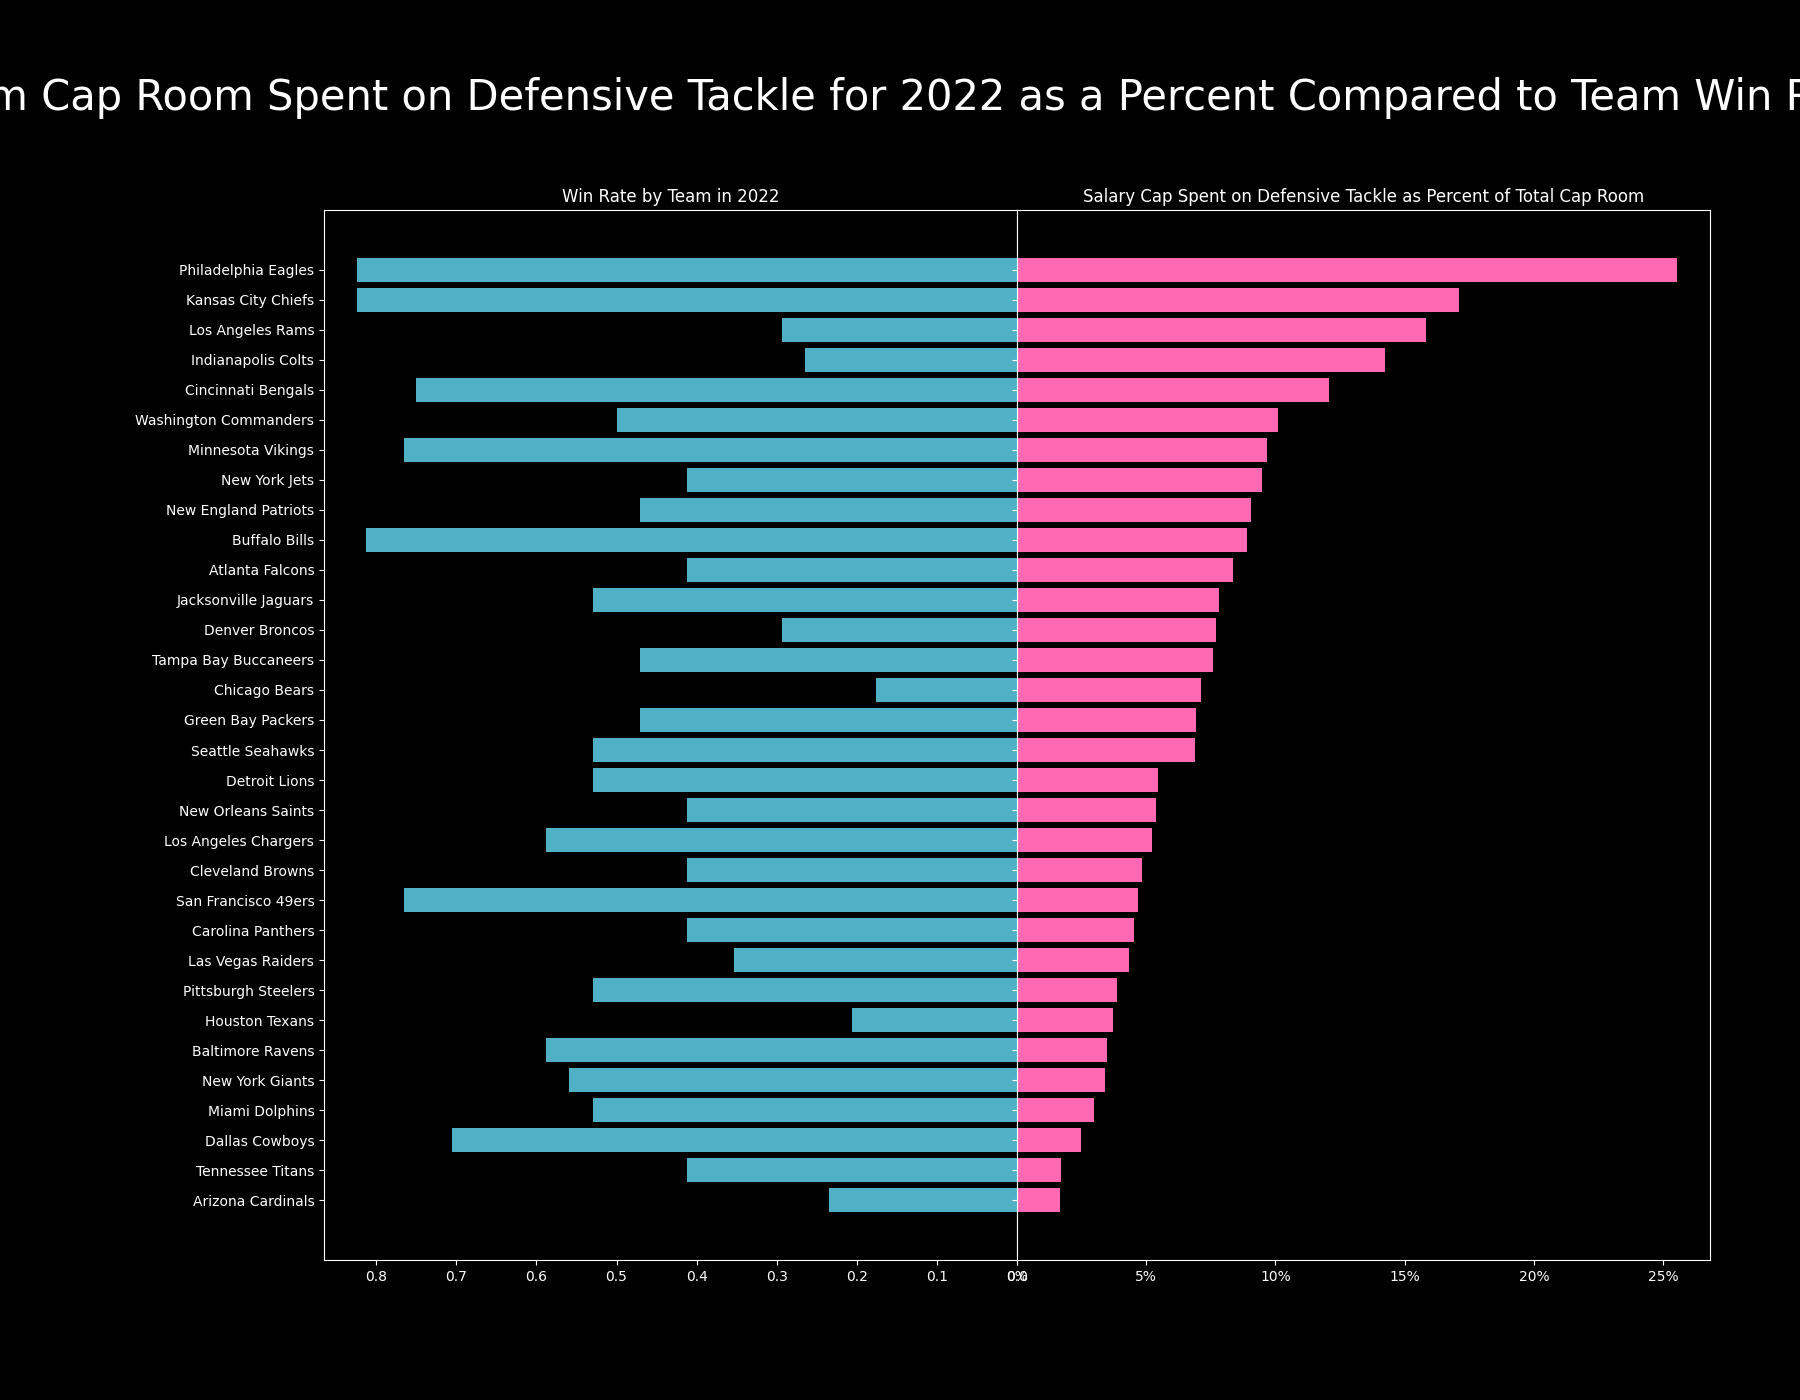 m Cap Room Spent on Defensive Tackle for 2022 as a Percent Compared to Team Win R
Win Rate by Team in 2022
Salary Cap Spent on Defensive Tackle as Percent of Total Cap Room
Philadelphia Eagles
Kansas City Chiefs
Los Angeles Rams
Indianapolis Colts
Cincinnati Bengals
Washington Commanders
Minnesota Vikings
New York Jets
New England Patriots
Buffalo Bills
Atlanta Falcons
Jacksonville Jaguars
Denver Broncos
Tampa Bay Buccaneers
Chicago Bears
Green Bay Packers
Seattle Seahawks
Detroit Lions
New Orleans Saints
Los Angeles Chargers
Cleveland Browns
San Francisco 49ers
Carolina Panthers
Las Vegas Raiders
Pittsburgh Steelers
Houston Texans
Baltimore Ravens
New York Giants
Miami Dolphins
Dallas Cowboys
Tennessee Titans
Arizona Cardinals
0.8 0.7 0.6 0.5 0.4 0.3 0.2 0.1 5% 10% 15% 20% 25%